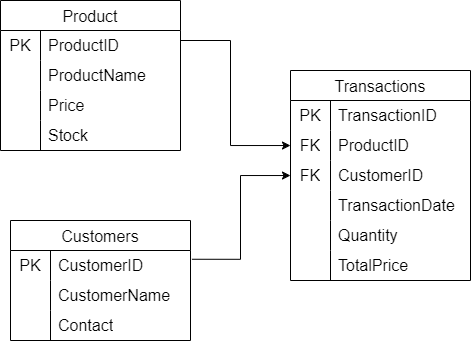 Product
PK ProductID
ProductName
Price
Stock
Transactions
PK TransactionID
FK ProductID
FK CustomerID
TransactionDate
Quantity
TotalPrice
Customers
PK CustomerID
CustomerName
Contact